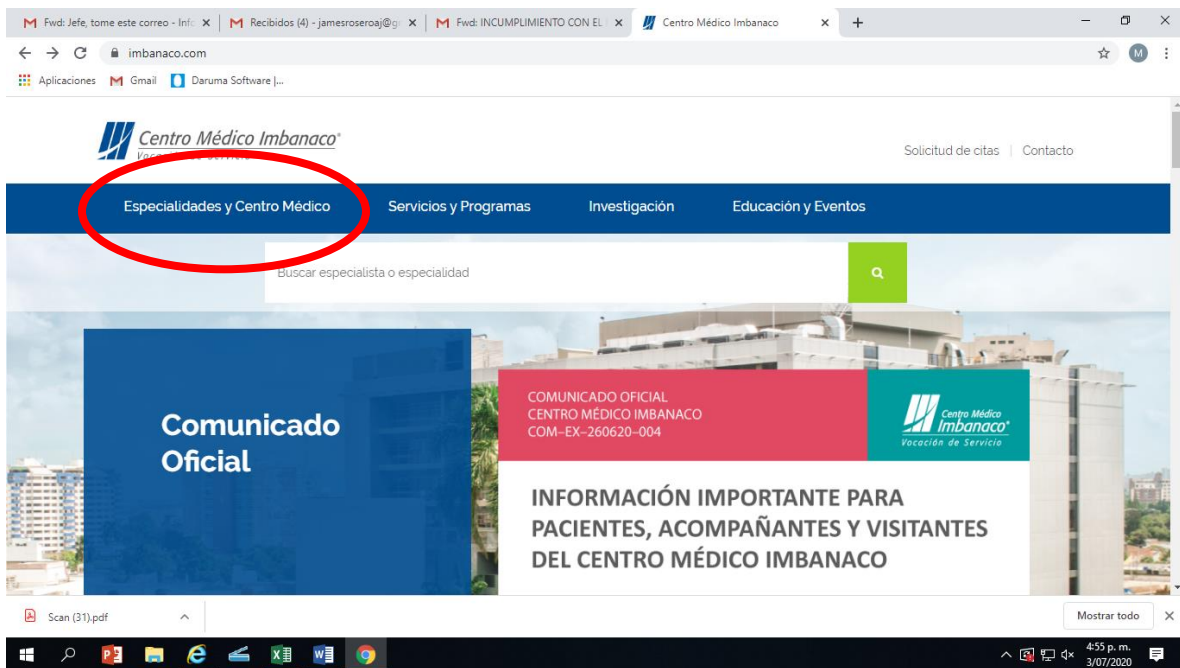 Fwd: Jefe, tome este correo - Info
Recibidos (4) - jamesroseroaj@g
Fwd: INCUMPLIMIENTO CON EL
Centro Médico Imbanaco
imbanaco.com
M
Aplicaciones
Gmail
Daruma Software |...
Centro Médico Imbanaco®
Solicitud de citas | Contacto
Especialidades y Centro Médico
Servicios y Programas
Investigación
Educación y Eventos
Buscar especialista o especialidad
Comunicado
Oficial
COMUNICADO OFICIAL
CENTRO MÉDICO IMBANACO
COM–EX–260620–004
Centro Médico
Imbanaco®
Vocación de Servicio
INFORMACIÓN IMPORTANTE PARA
PACIENTES, ACOMPAÑANTES Y VISITANTES
DEL CENTRO MÉDICO IMBANACO
Scan (31).pdf
Mostrar todo
4:55 p. m.
3/07/2020